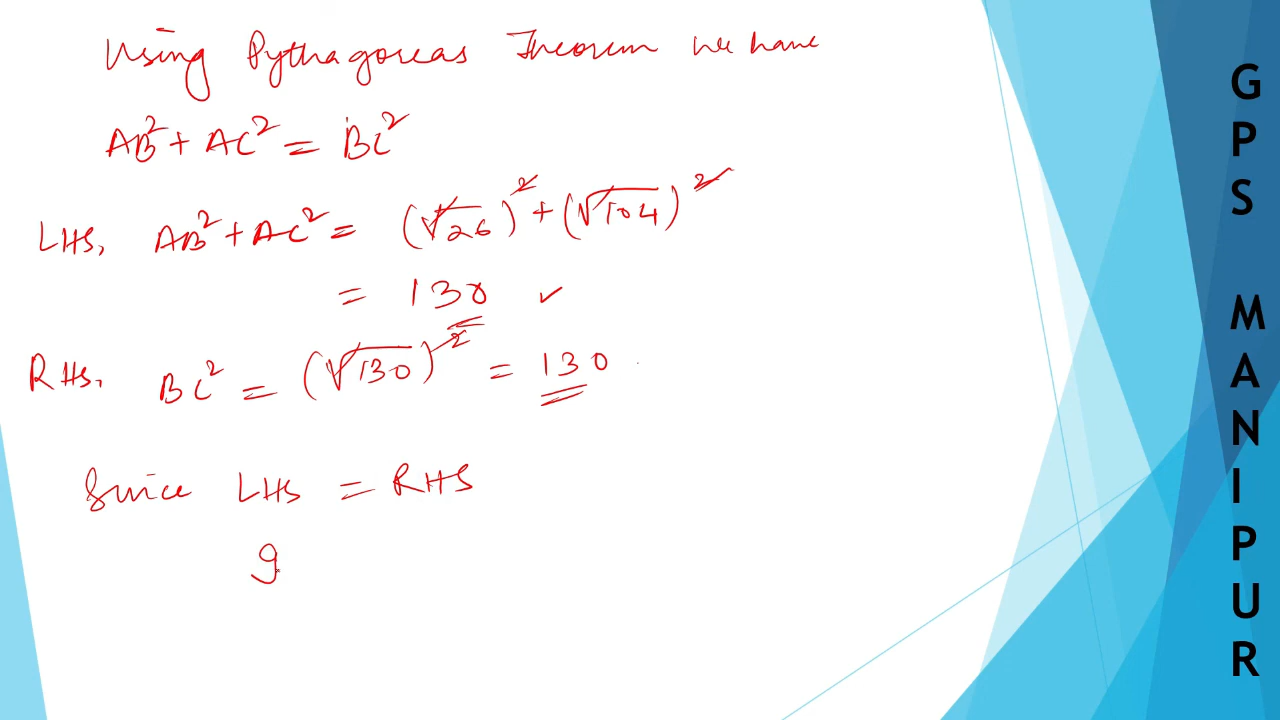 Using Pythagoreas Theorem we have
AB² + AC² = BC²
LHS, AB² + AC² = (√26)² + (√104)²
= 130 ✓
RHS, BC² = (√130)² = 130
Since LHS = RHS
g
GPS MANIPUR